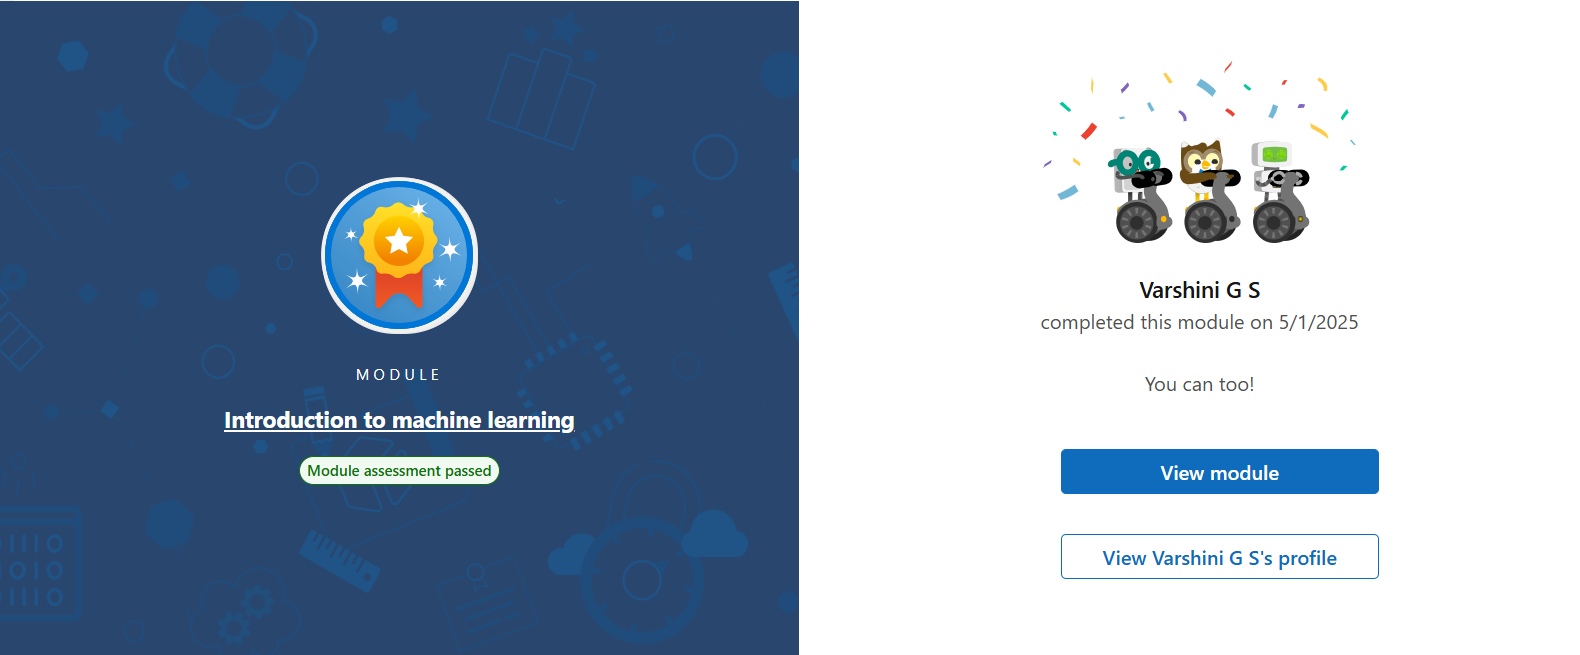 MODULE
Introduction to machine learning
Module assessment passed
Varshini G S
completed this module on 5/1/2025
You can too!
View module
View Varshini G S's profile